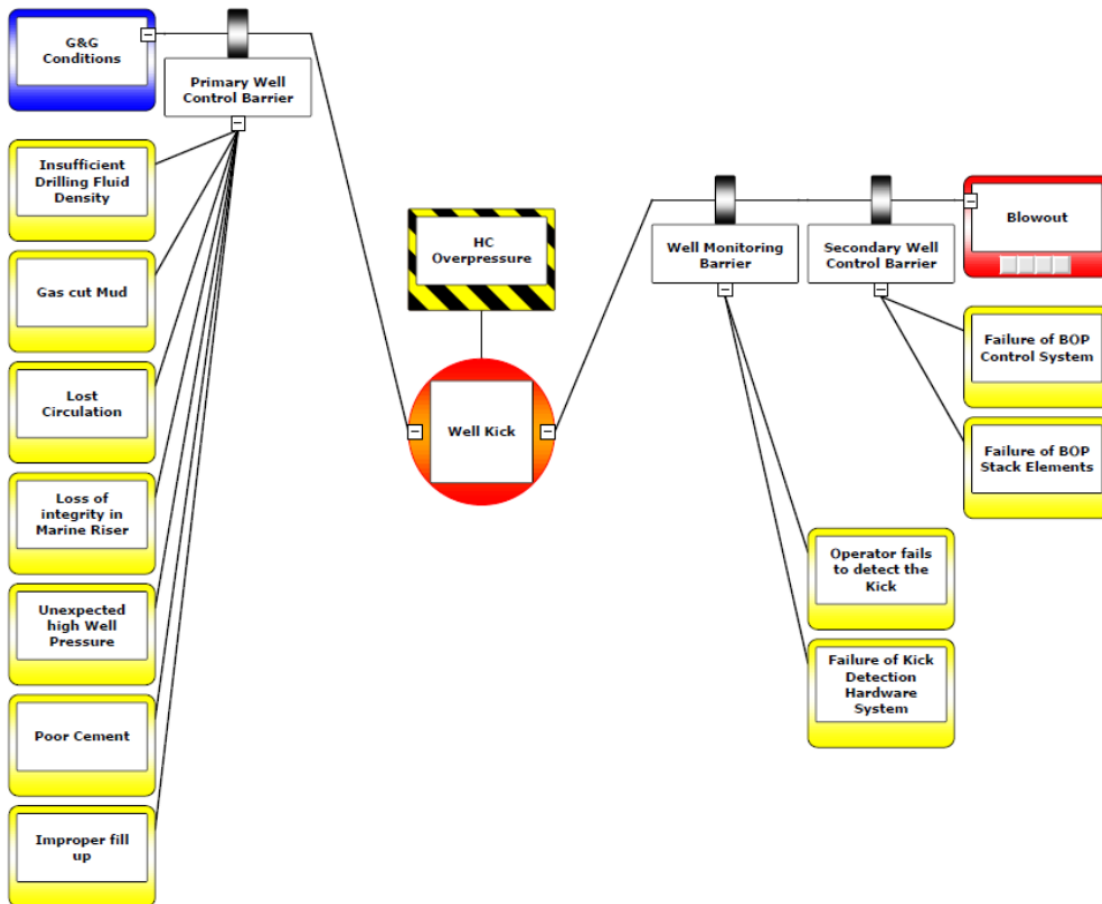 G&G
Conditions
Primary Well
Control Barrier
Insufficient
Drilling Fluid
Density
Gas cut Mud
Lost
Circulation
Loss of
integrity in
Marine Riser
Unexpected
high Well
Pressure
Poor Cement
Improper fill
up
HC
Overpressure
Well Kick
Well Monitoring
Barrier
Secondary Well
Control Barrier
Blowout
Failure of BOP
Control System
Failure of BOP
Stack Elements
Operator fails
to detect the
Kick
Failure of Kick
Detection
Hardware
System